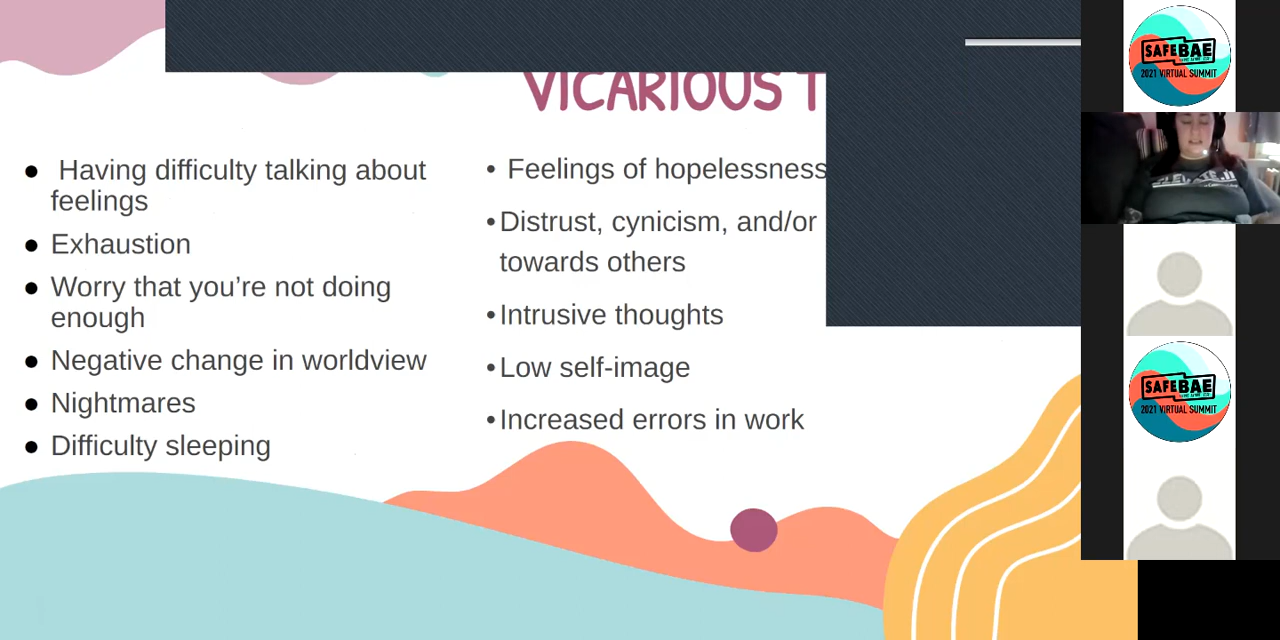 VICARIOUS T
● Having difficulty talking about
feelings
● Exhaustion
● Worry that you’re not doing
enough
● Negative change in worldview
● Nightmares
● Difficulty sleeping
• Feelings of hopelessness
• Distrust, cynicism, and/or
towards others
• Intrusive thoughts
• Low self-image
• Increased errors in work
SAFEBAE
2021 VIRTUAL SUMMIT
SAFEBAE
2021 VIRTUAL SUMMIT